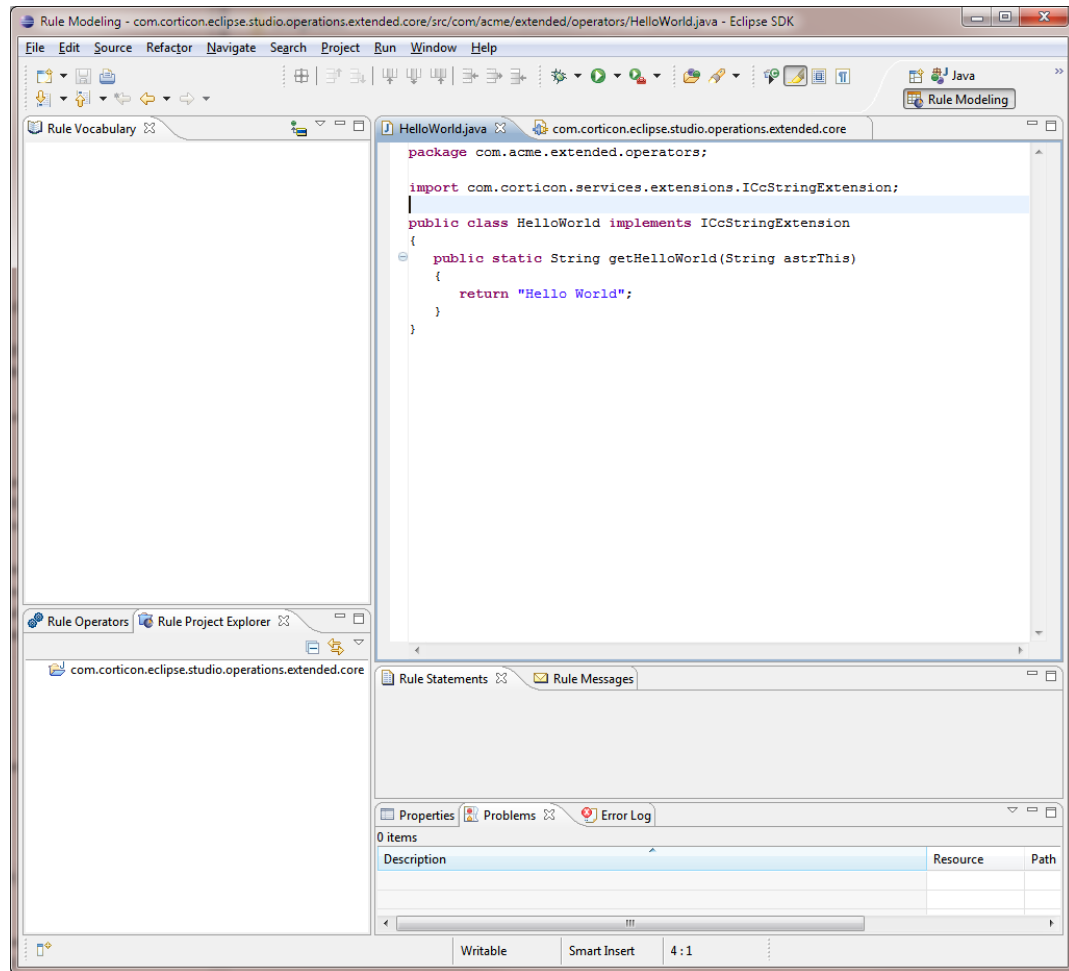 Rule Modeling - com.corticon.eclipse.studio.operations.extended.core/src/com/acme/extended/operators/HelloWorld.java - Eclipse SDK
File Edit Source Refactor Navigate Search Project Run Window Help
Java
Rule Modeling
Rule Vocabulary
HelloWorld.java com.corticon.eclipse.studio.operations.extended.core
package com.acme.extended.operators;
import com.corticon.services.extensions.ICcStringExtension;
public class HelloWorld implements ICcStringExtension
{
public static String getHelloWorld(String astrThis)
{
return "Hello World";
}
}
Rule Operators Rule Project Explorer
com.corticon.eclipse.studio.operations.extended.core
Rule Statements Rule Messages
Properties Problems Error Log
0 items
Description Resource Path
Writable Smart Insert 4 : 1